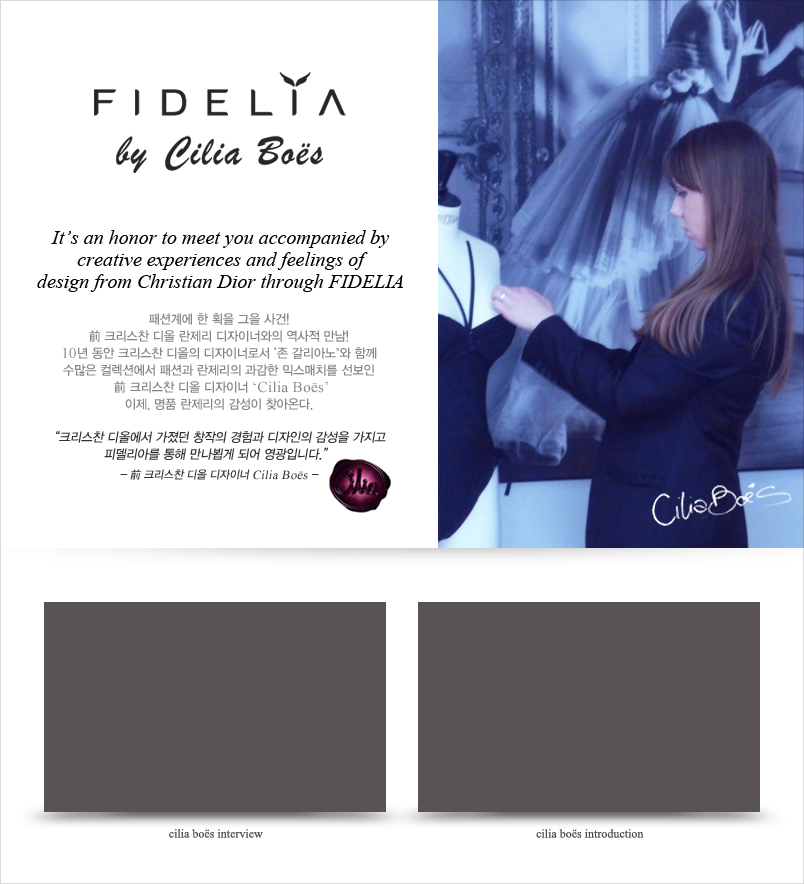 FIDELIA
by Cilia Boës
It's an honor to meet you accompanied by
creative experiences and feelings of
design from Christian Dior through FIDELIA
패션계에 한 획을 그을 사건!
前 크리스찬 디올 란제리 디자이너와의 역사적 만남!
10년 동안 크리스찬 디올의 디자이너로서 '존 갈리아노'와 함께
수많은 컬렉션에서 패션과 란제리의 과감한 믹스매치를 선보인
前 크리스찬 디올 디자이너 'Cilia Boës'
이제, 명품 란제리의 감성이 찾아온다.
"크리스찬 디올에서 가졌던 창작의 경험과 디자인의 감성을 가지고
피델리아를 통해 만나뵙게 되어 영광입니다."
– 前 크리스찬 디올 디자이너 Cilia Boës –
Cilia
Cilia Boës
cilia boës interview
cilia boës introduction